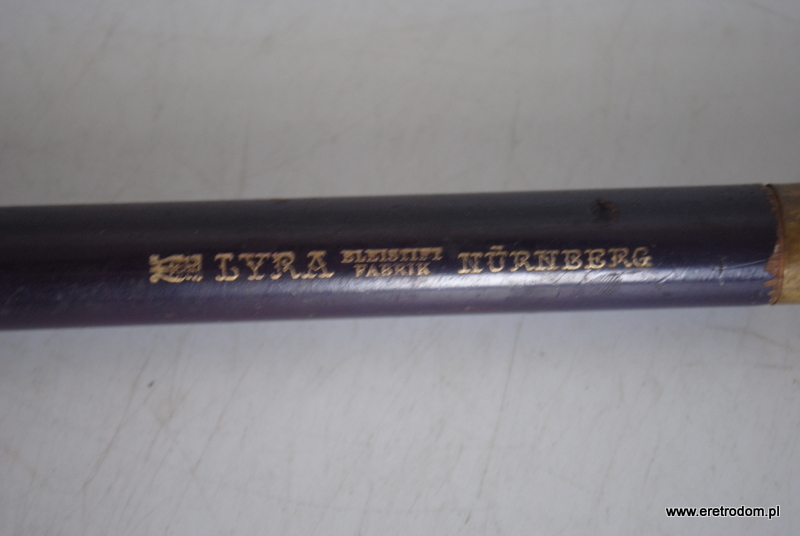 LYRA BLEISTIFT FABRIK NÜRNBERG
www.eretrodom.pl